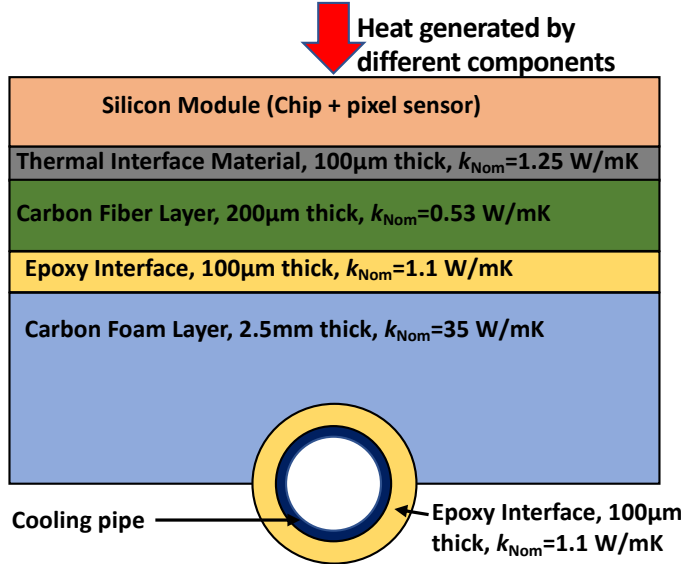 Heat generated by
different components
Silicon Module (Chip + pixel sensor)
Thermal Interface Material, 100µm thick, kNom=1.25 W/mK
Carbon Fiber Layer, 200µm thick, kNom=0.53 W/mK
Epoxy Interface, 100µm thick, kNom=1.1 W/mK
Carbon Foam Layer, 2.5mm thick, kNom=35 W/mK
Cooling pipe
Epoxy Interface, 100µm
thick, kNom=1.1 W/mK